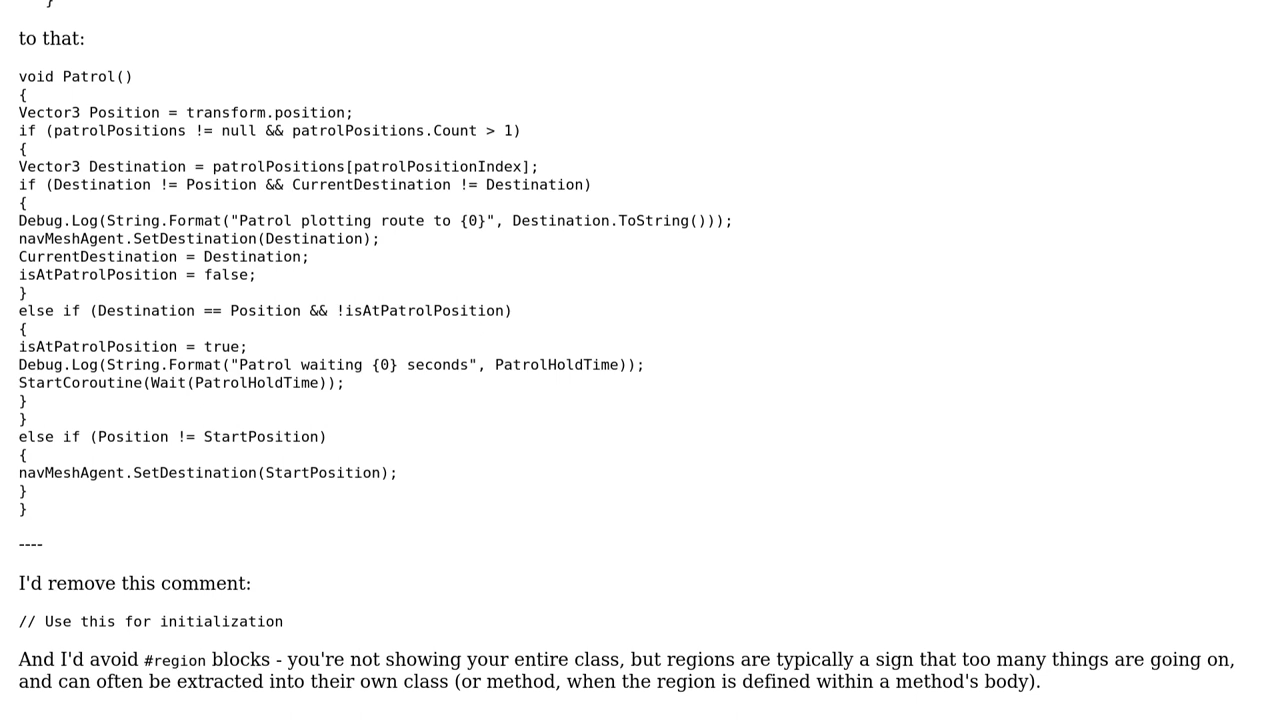 }
to that:
void Patrol()
{
Vector3 Position = transform.position;
if (patrolPositions != null && patrolPositions.Count > 1)
{
Vector3 Destination = patrolPositions[patrolPositionIndex];
if (Destination != Position && CurrentDestination != Destination)
{
Debug.Log(String.Format("Patrol plotting route to {0}", Destination.ToString()));
navMeshAgent.SetDestination(Destination);
CurrentDestination = Destination;
isAtPatrolPosition = false;
}
else if (Destination == Position && !isAtPatrolPosition)
{
isAtPatrolPosition = true;
Debug.Log(String.Format("Patrol waiting {0} seconds", PatrolHoldTime));
StartCoroutine(Wait(PatrolHoldTime));
}
}
else if (Position != StartPosition)
{
navMeshAgent.SetDestination(StartPosition);
}
}
----
I'd remove this comment:
// Use this for initialization
And I'd avoid #region blocks - you're not showing your entire class, but regions are typically a sign that too many things are going on,
and can often be extracted into their own class (or method, when the region is defined within a method's body).